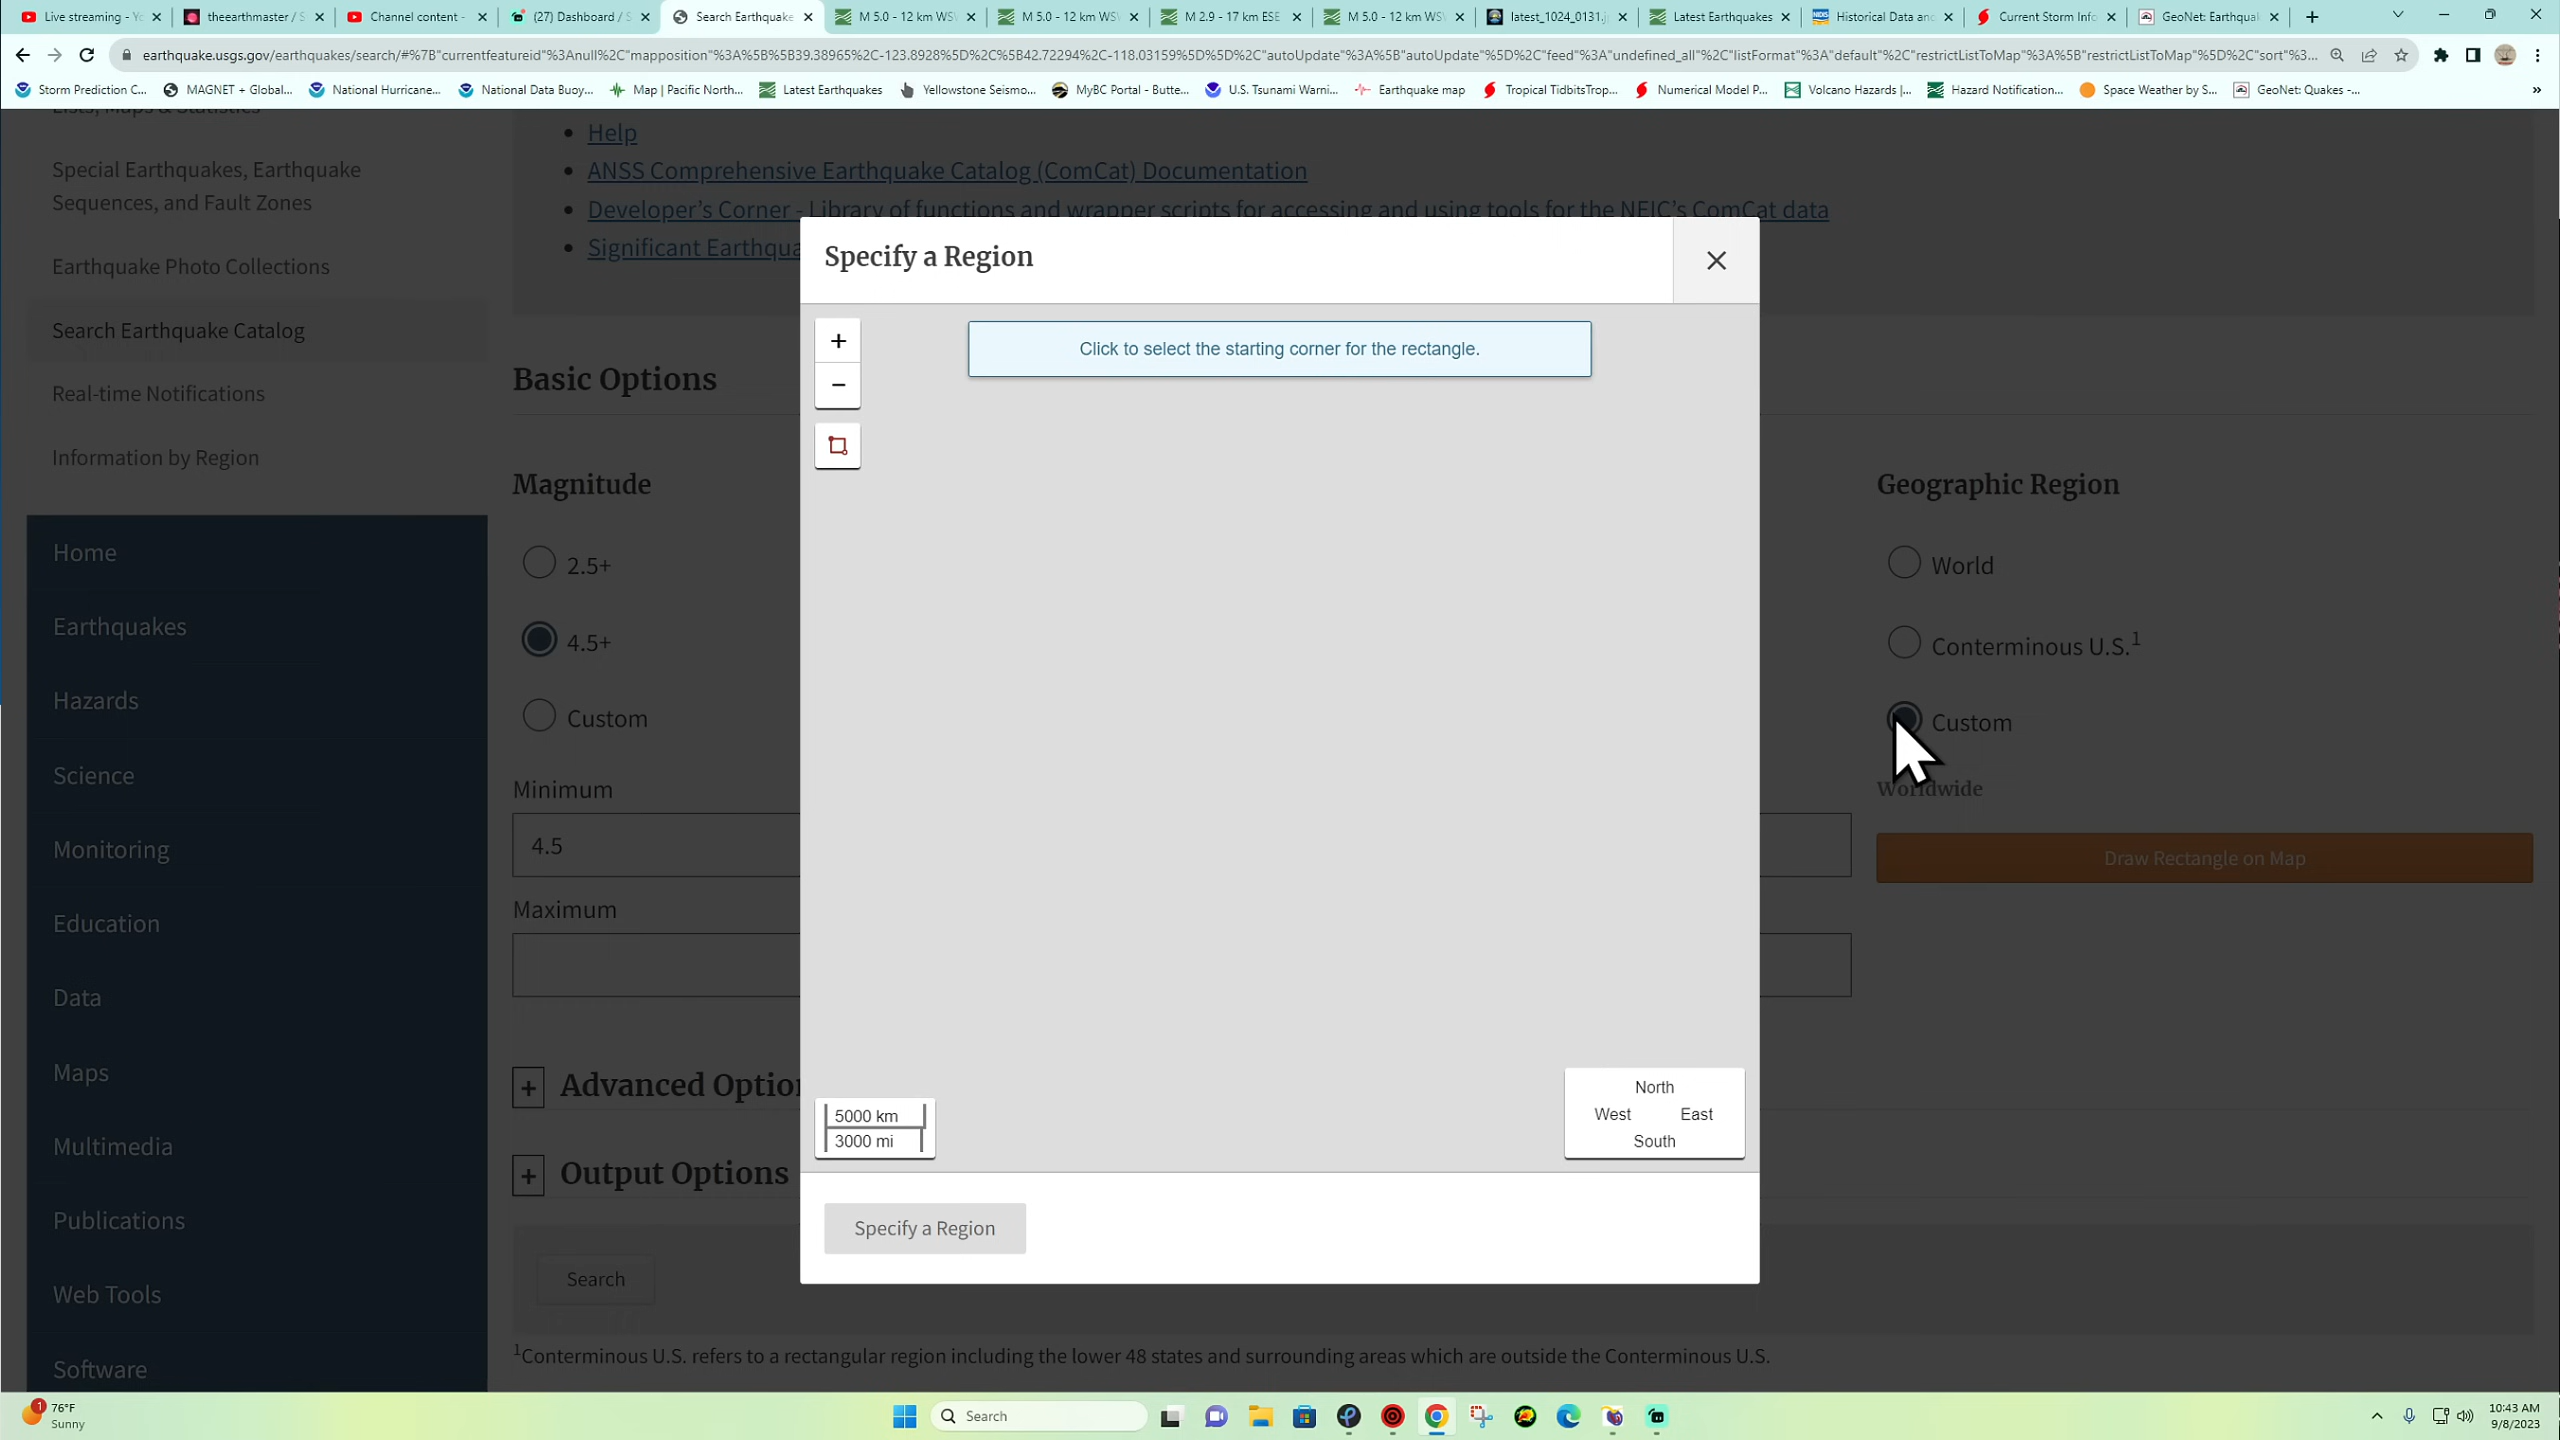 Live streaming - Yo
theearthmaster / S
Channel content -
(27) Dashboard / S
Search Earthquake
M 5.0 - 12 km WSW
M 5.0 - 12 km WSW
M 2.9 - 17 km ESE
M 5.0 - 12 km WSW
latest_1024_0131.j
Latest Earthquakes
Historical Data an
Current Storm Info
GeoNet: Earthqua
earthquake.usgs.gov/earthquakes/search/#%7B"currentfeatureid"%3Anull%2C"mapposition"%3A%5B%5B39.38965%2C-123.8928%5D%2C%5B42.72294%2C-118.03159%5D%5D%2C"autoUpdate"%3A%5B"autoUpdate"%5D%2C"feed"%3A"undefined_all"%2C"listFormat"%3A"default"%2C"restrictListToMap"%3A%5B"restrictListToMap"%5D%2C"sort"%3...
Storm Prediction C...
MAGNET + Global...
National Hurricane...
National Data Buoy...
Map | Pacific North...
Latest Earthquakes
Yellowstone Seismo...
MyBC Portal - Butte...
U.S. Tsunami Warni...
Earthquake map
Tropical TidbitsTrop...
Numerical Model P...
Volcano Hazards |...
Hazard Notification...
Space Weather by S...
GeoNet: Quakes -...
»
Lists, Maps & Statistics
Special Earthquakes, Earthquake
Sequences, and Fault Zones
Earthquake Photo Collections
Search Earthquake Catalog
Real-time Notifications
Information by Region
Home
Earthquakes
Hazards
Science
Monitoring
Education
Data
Maps
Multimedia
Publications
Web Tools
Software
Help
ANSS Comprehensive Earthquake Catalog (ComCat) Documentation
Developer's Corner - Library of functions and wrapper scripts for accessing and using tools for the NEIC's ComCat data
Significant Earthqua
Basic Options
Magnitude
2.5+
4.5+
Custom
Minimum
4.5
Maximum
+ Advanced Option
+ Output Options
Search
Specify a Region
+
−
Click to select the starting corner for the rectangle.
5000 km
3000 mi
North
West East
South
Specify a Region
Geographic Region
World
Conterminous U.S.1
Custom
Worldwide
Draw Rectangle on Map
1Conterminous U.S. refers to a rectangular region including the lower 48 states and surrounding areas which are outside the Conterminous U.S.
1
76°F
Sunny
Search
10:43 AM
9/8/2023